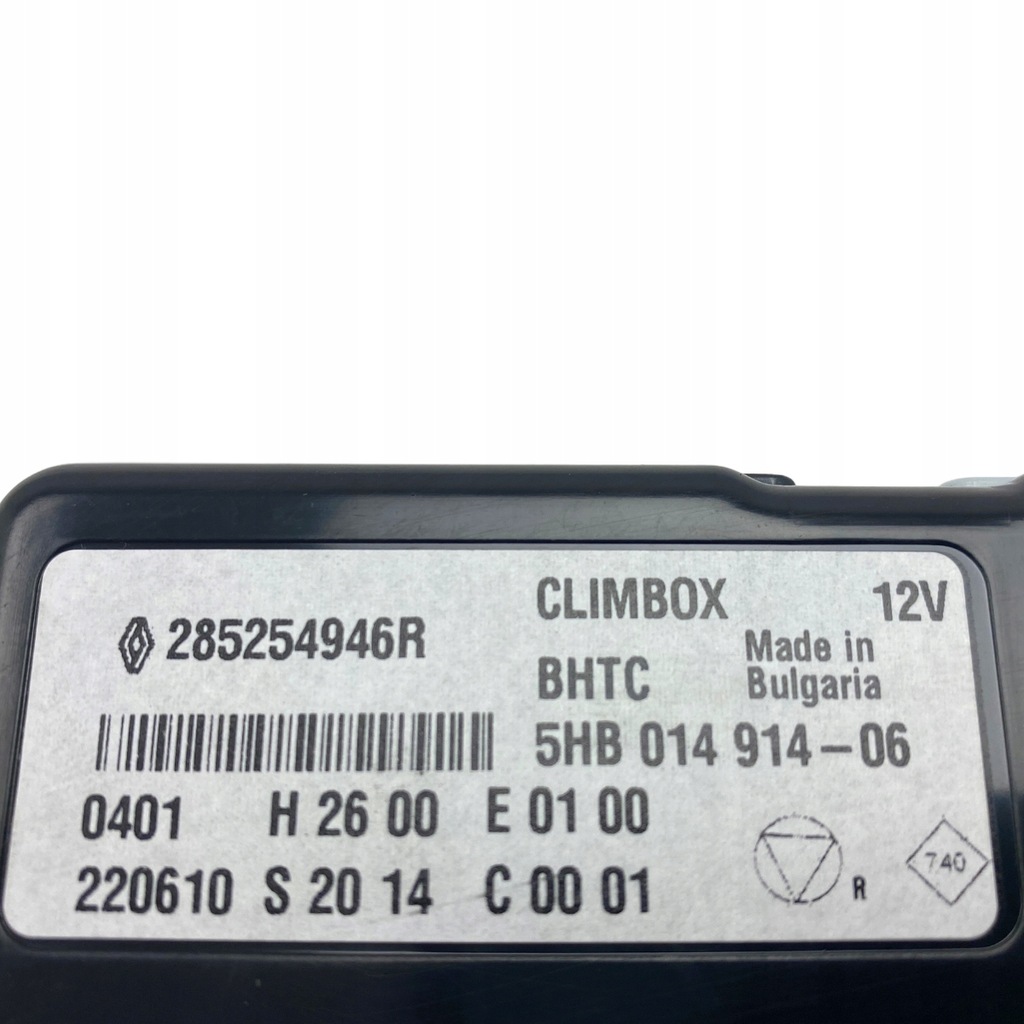 285254946R
CLIMBOX 12V
BHTC Made in
Bulgaria
5HB 014 914-06
0401 H 26 00 E 01 00
220610 S 20 14 C 00 01
R
740